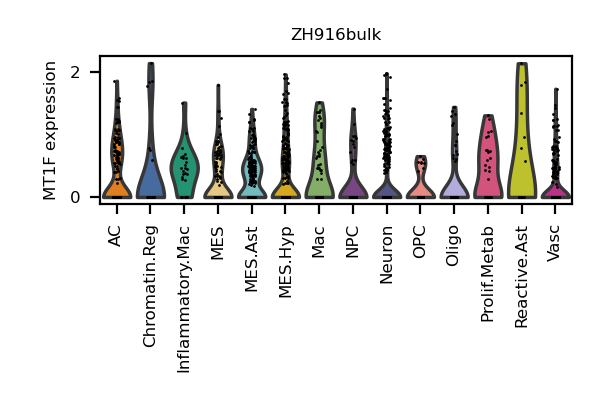 ZH916bulk
MT1F expression
2
0
AC
Chromatin.Reg
Inflammatory.Mac
MES
MES.Ast
MES.Hyp
Mac
NPC
Neuron
OPC
Oligo
Prolif.Metab
Reactive.Ast
Vasc